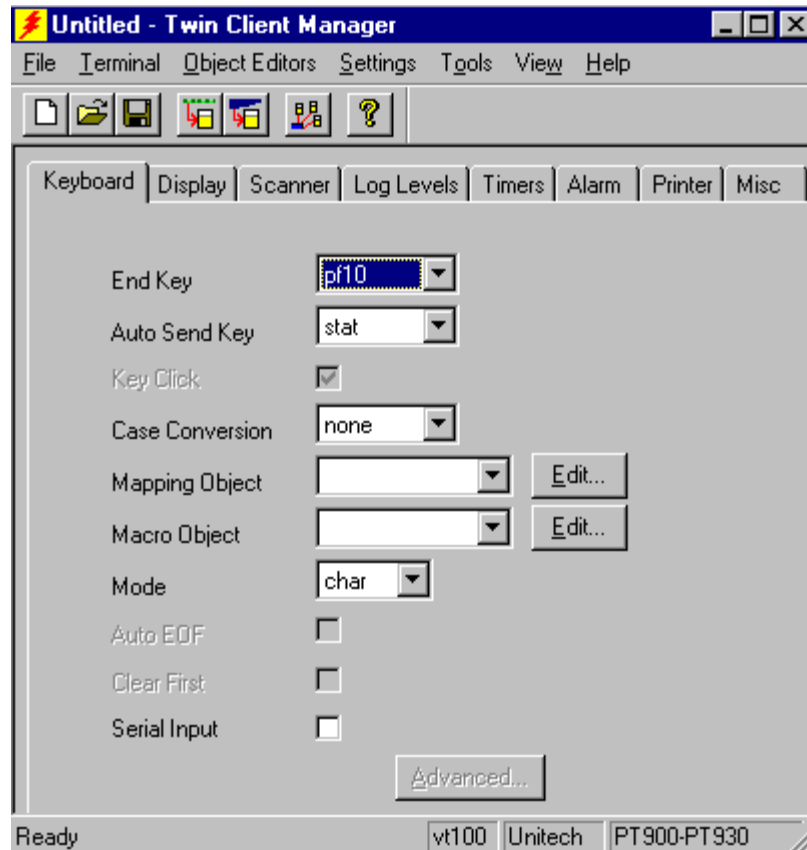 Untitled - Twin Client Manager
File Terminal Object Editors Settings Tools View Help
Keyboard Display Scanner Log Levels Timers Alarm Printer Misc
End Key pf10
Auto Send Key stat
Key Click
Case Conversion none
Mapping Object Edit...
Macro Object Edit...
Mode char
Auto EOF
Clear First
Serial Input
Advanced...
Ready vt100 Unitech PT900-PT930